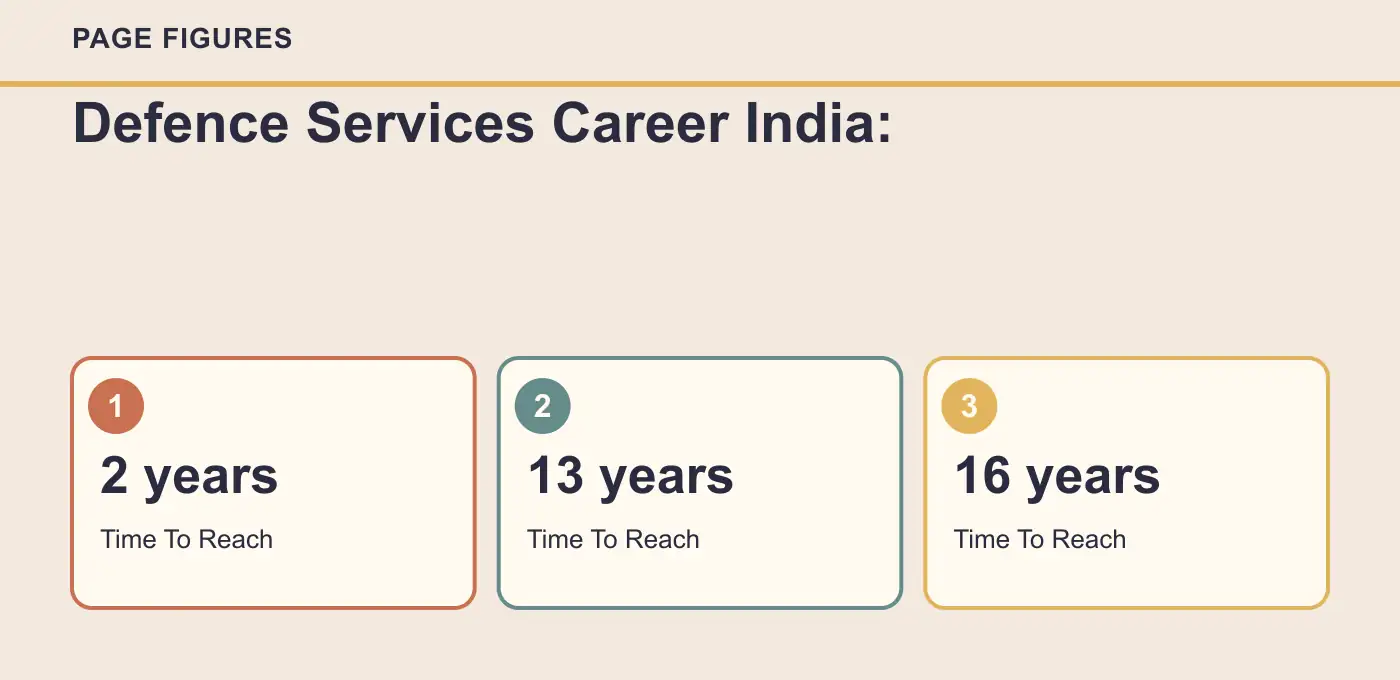 PAGE FIGURES
Defence Services Career India:
1
2 years
Time To Reach
2
13 years
Time To Reach
3
16 years
Time To Reach